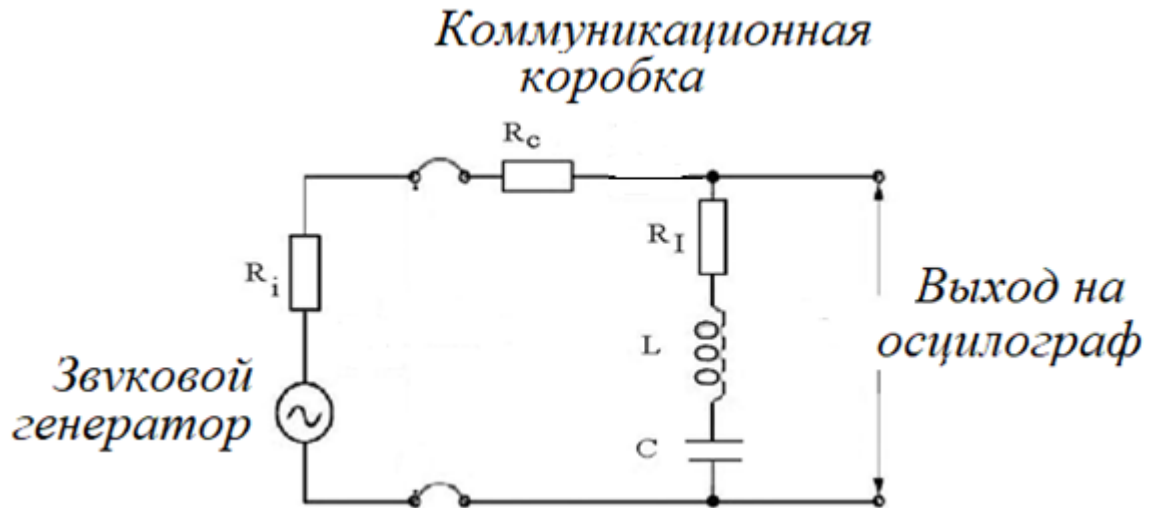 Коммуникационная
коробка
Rc
Ri
RI
L
C
Звуковой
генератор
Выход на
осцилограф